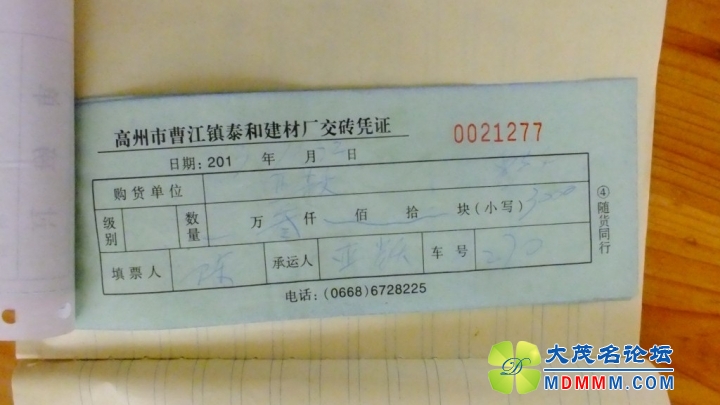 高州市曹江镇泰和建材厂交砖凭证
0021277
日期:201 年 月 日
购货单位
级别 数量 万 仟 佰 拾 块(小写)
填票人 陈 承运人 亚 车号
④随货同行
电话:(0668)6728225
大茂名论坛
MDMMM.COM